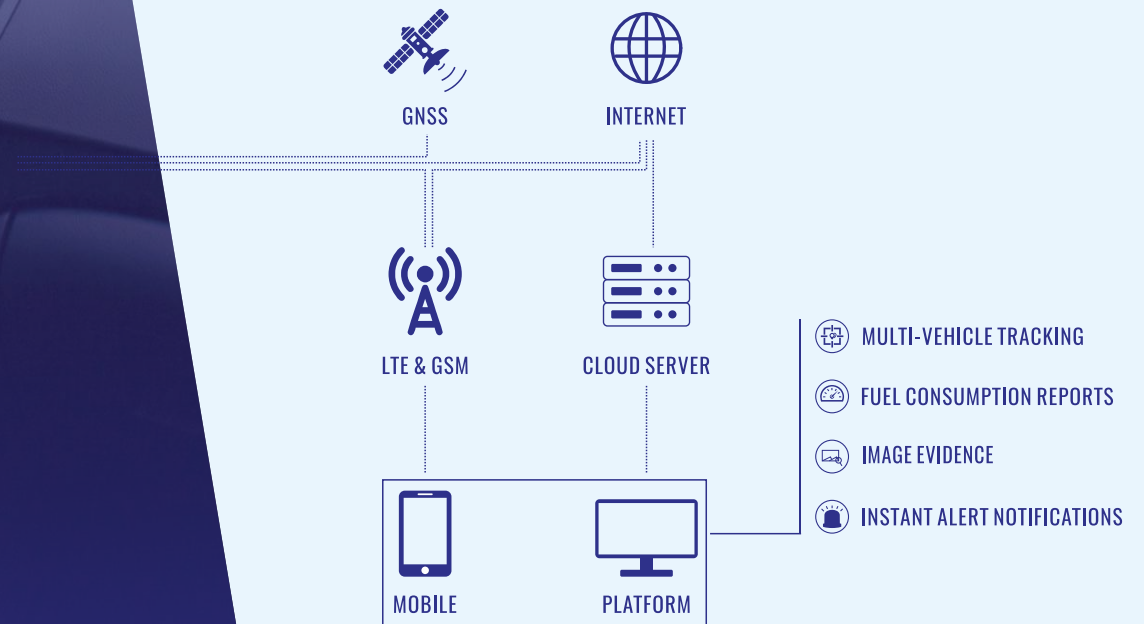 GNSS
INTERNET
LTE & GSM
CLOUD SERVER
MULTI-VEHICLE TRACKING
FUEL CONSUMPTION REPORTS
IMAGE EVIDENCE
INSTANT ALERT NOTIFICATIONS
MOBILE
PLATFORM